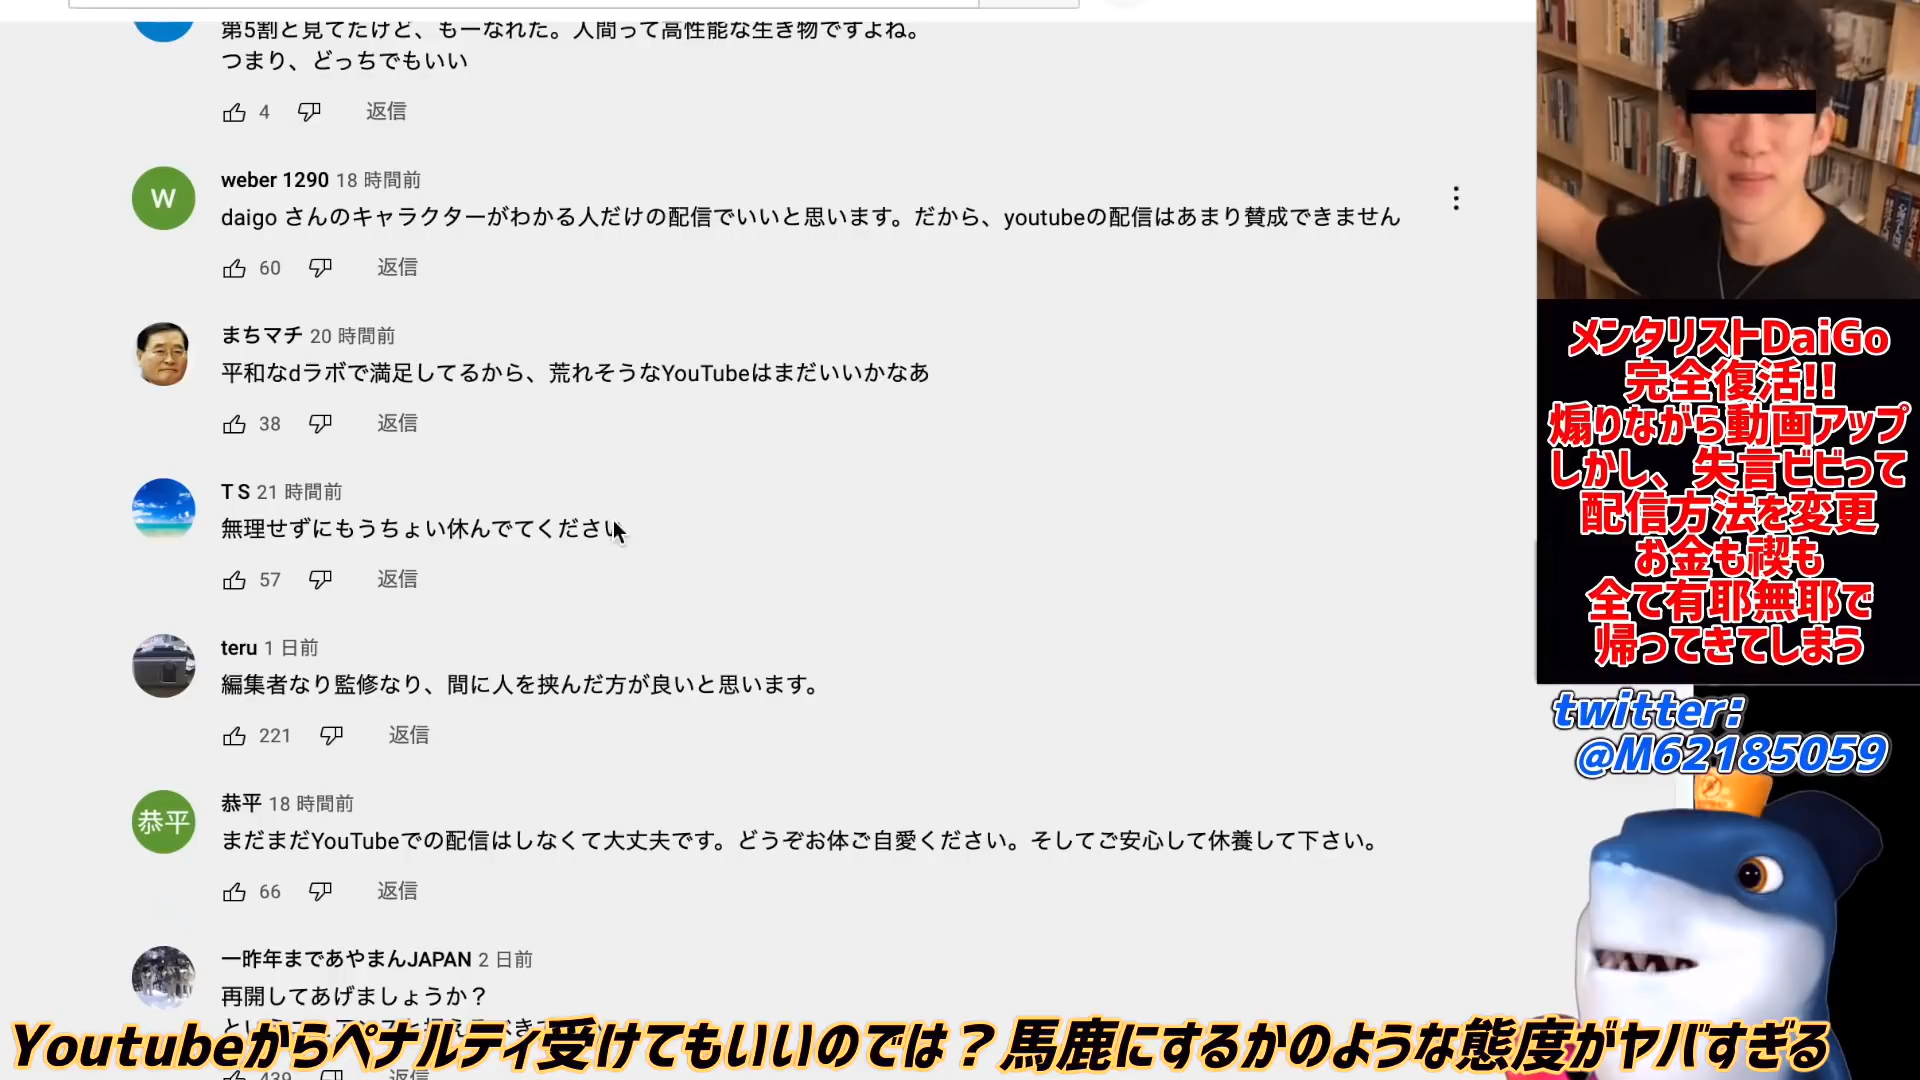 第5割と見てたけど、もーなれた。人間って高性能な生き物ですよね。
つまり、どっちでもいい
4 返信
W
weber 1290 18 時間前
daigo さんのキャラクターがわかる人だけの配信でいいと思います。だから、youtubeの配信はあまり賛成できません
60 返信
まちマチ 20 時間前
平和なdラボで満足してるから、荒れそうなYouTubeはまだいいかなあ
38 返信
T S 21 時間前
無理せずにもうちょい休んでてください
57 返信
teru 1 日前
編集者なり監修なり、間に人を挟んだ方が良いと思います。
221 返信
恭平
恭平 18 時間前
まだまだYouTubeでの配信はしなくて大丈夫です。どうぞお体ご自愛ください。そしてご安心して休養して下さい。
66 返信
一昨年まであやまんJAPAN 2 日前
再開してあげましょうか？
439 返信
メンタリストDaiGo
完全復活!!
煽りながら動画アップ
しかし、失言ビビって
配信方法を変更
お金も禊も
全て有耶無耶で
帰ってきてしまう
twitter:
@M62185059
Youtubeからペナルティ受けてもいいのでは？馬鹿にするかのような態度がヤバすぎる